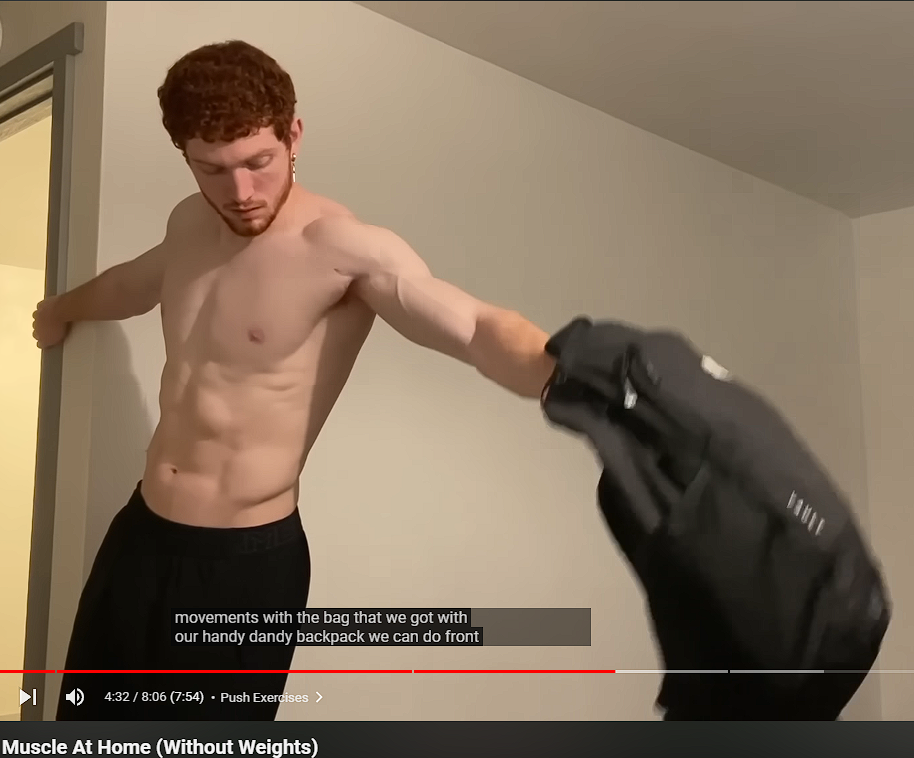 movements with the bag that we got with
our handy dandy backpack we can do front
4:32 / 8:06 (7:54) • Push Exercises >
Muscle At Home (Without Weights)